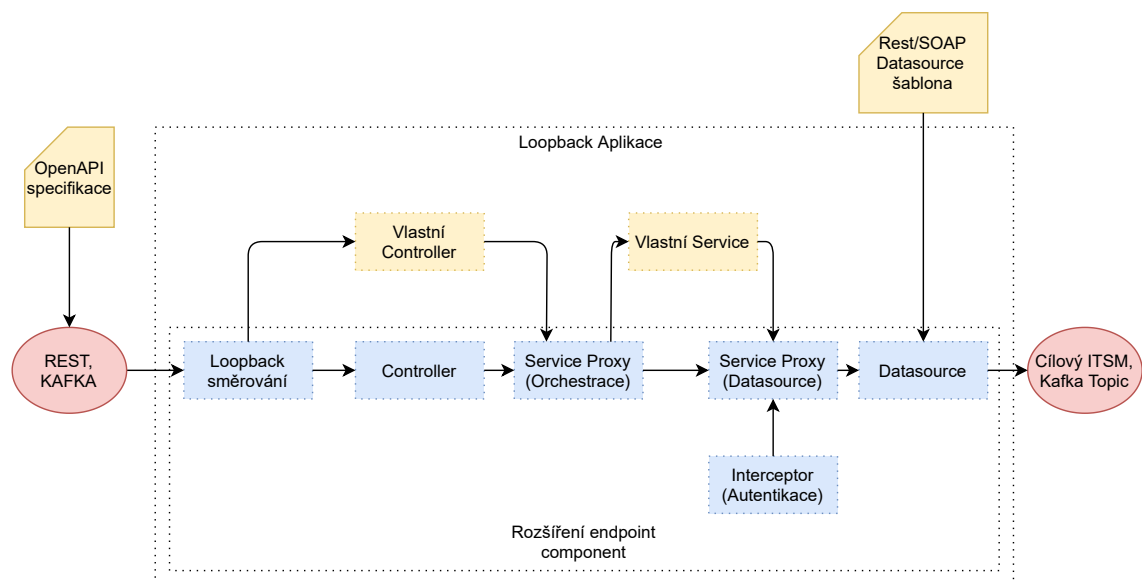 Rest/SOAP
Datasource
šablona
Loopback Aplikace
OpenAPI
specifikace
Vlastní
Controller
Vlastní Service
REST,
KAFKA
Loopback
směrování
Controller
Service Proxy
(Orchestrace)
Service Proxy
(Datasource)
Datasource
Cílový ITSM,
Kafka Topic
Interceptor
(Autentikace)
Rozšíření endpoint
component